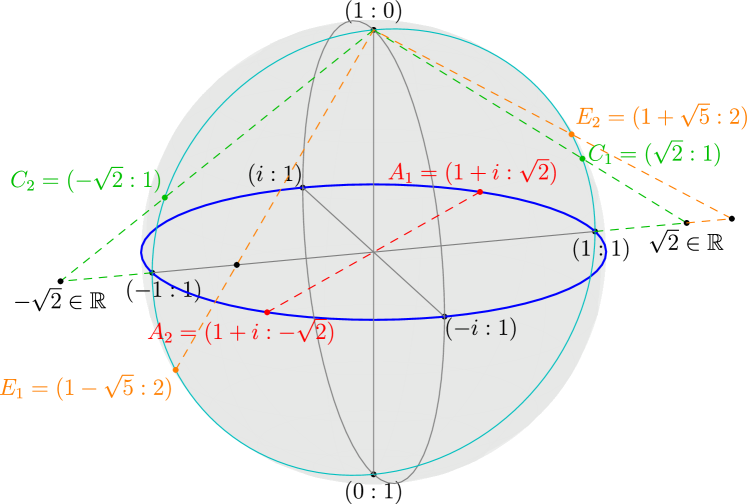 (1 : 0)
E₂ = (1 + √5 : 2)
C₁ = (√2 : 1)
C₂ = (−√2 : 1)
(i : 1)
A₁ = (1 + i : √2)
(1 : 1)
√2 ∈ ℝ
−√2 ∈ ℝ
(−1 : 1)
A₂ = (1 + i : −√2)
(−i : 1)
E₁ = (1 − √5 : 2)
(0 : 1)